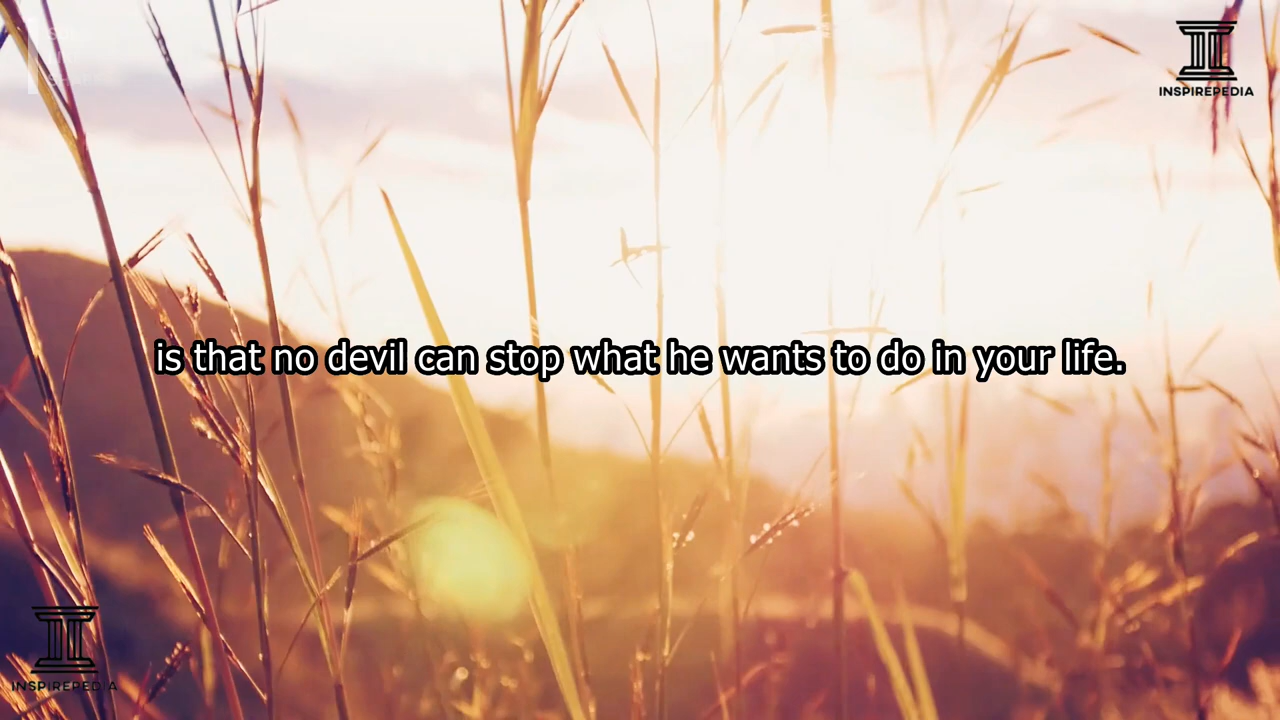 INSPIREPEDIA
is that no devil can stop what he wants to do in your life.
INSPIREPEDIA